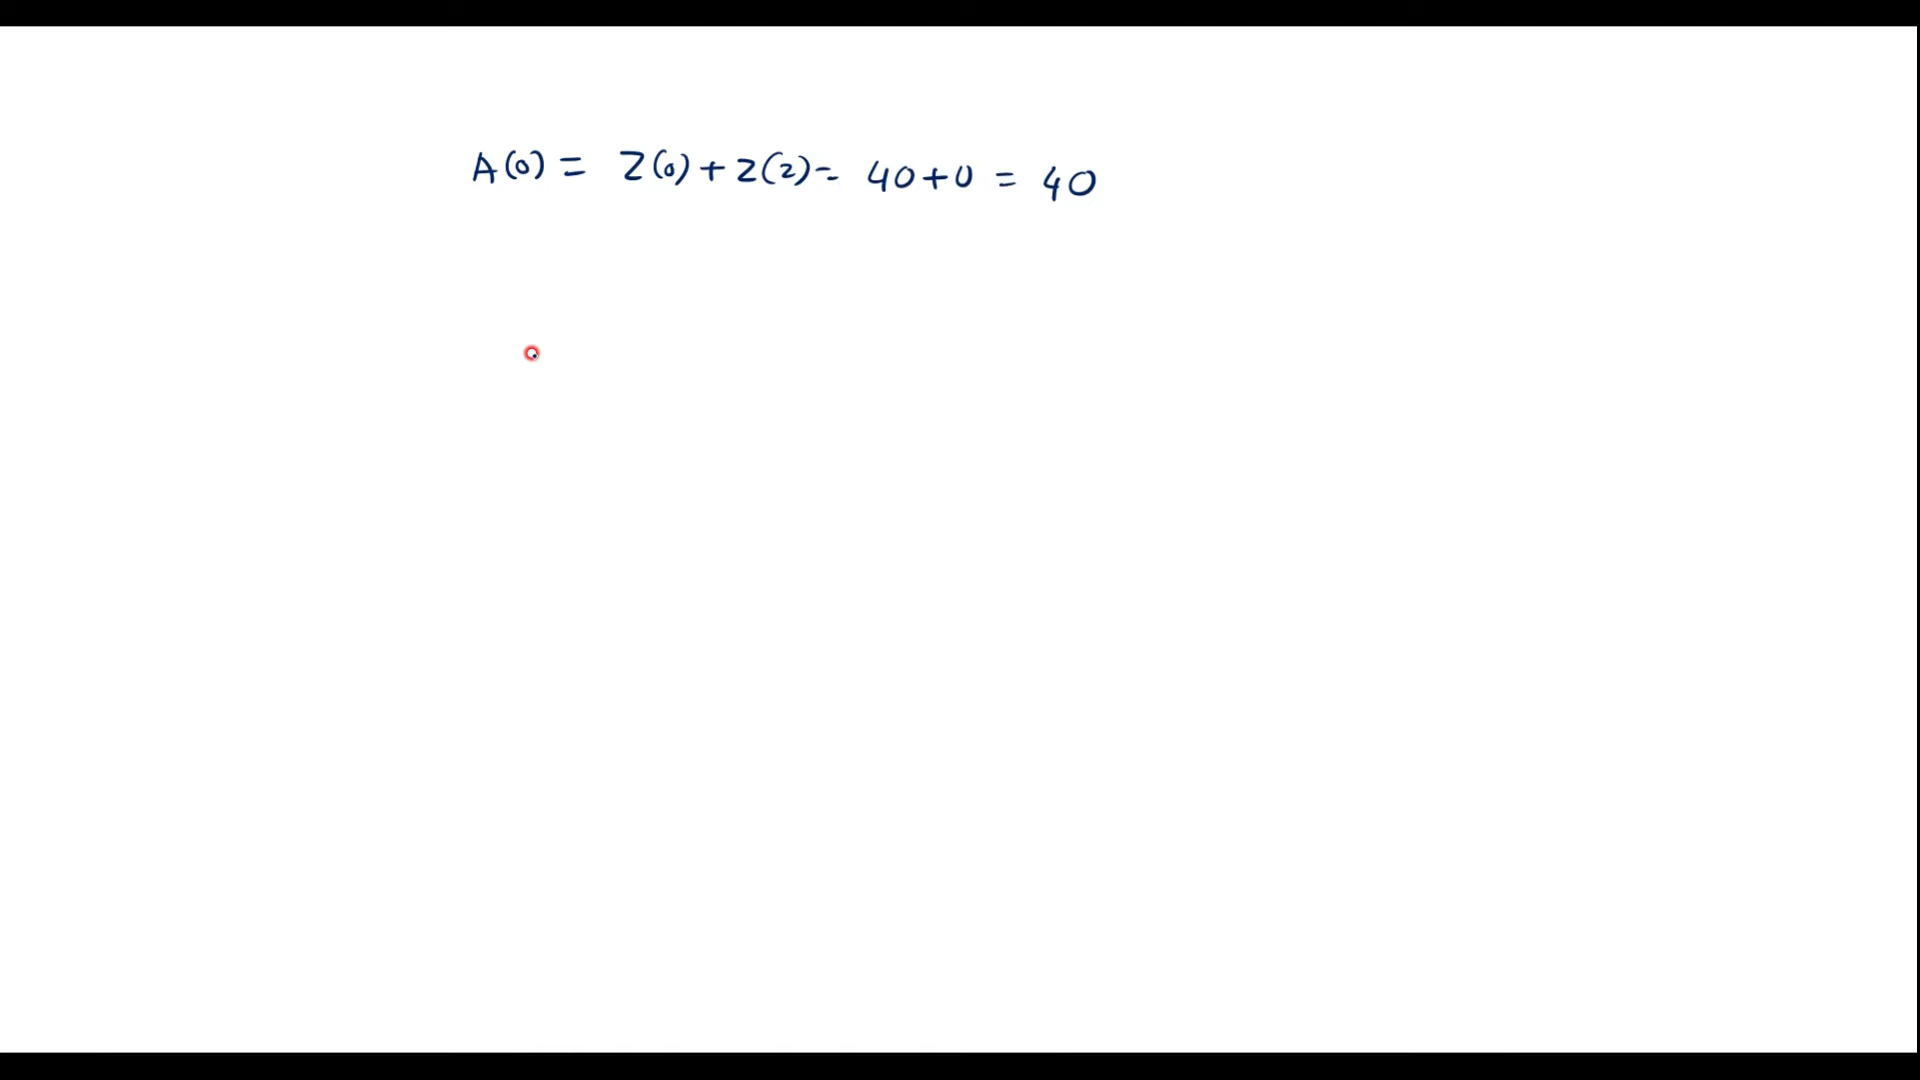 A(0) = Z(0) + Z(2) = 40+0 = 40